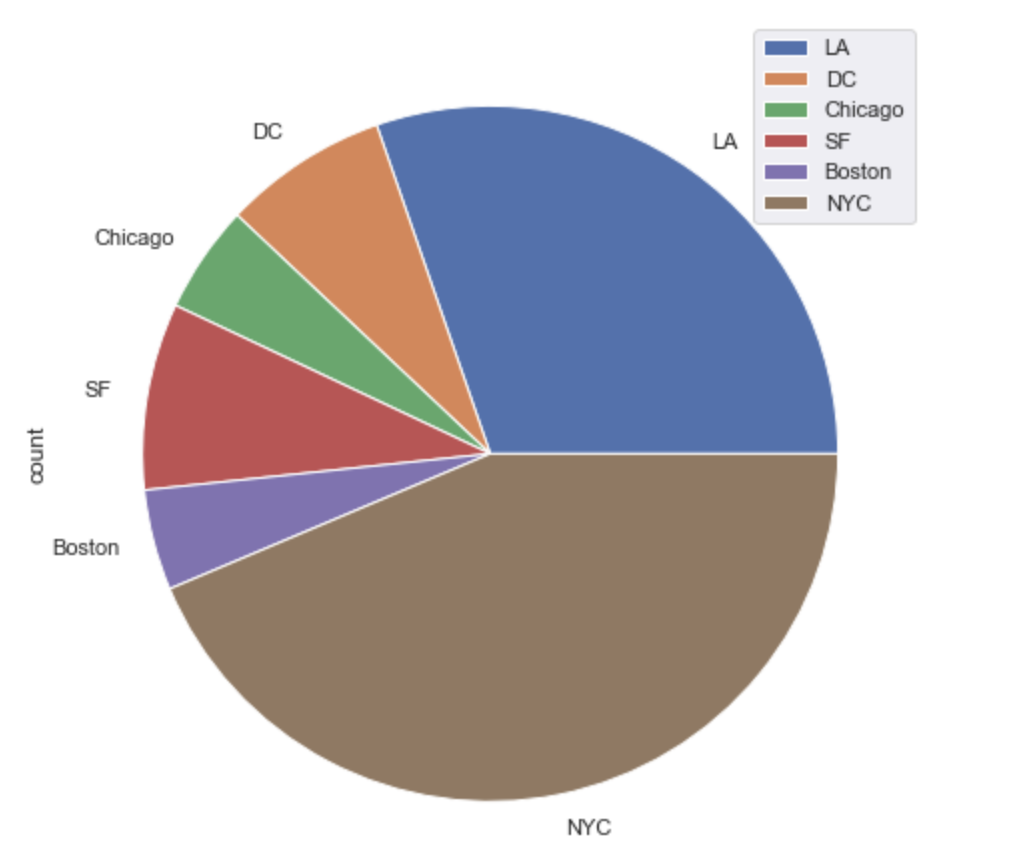 LA
DC
Chicago
SF
Boston
NYC
LA
DC
Chicago
SF
Boston
NYC
count